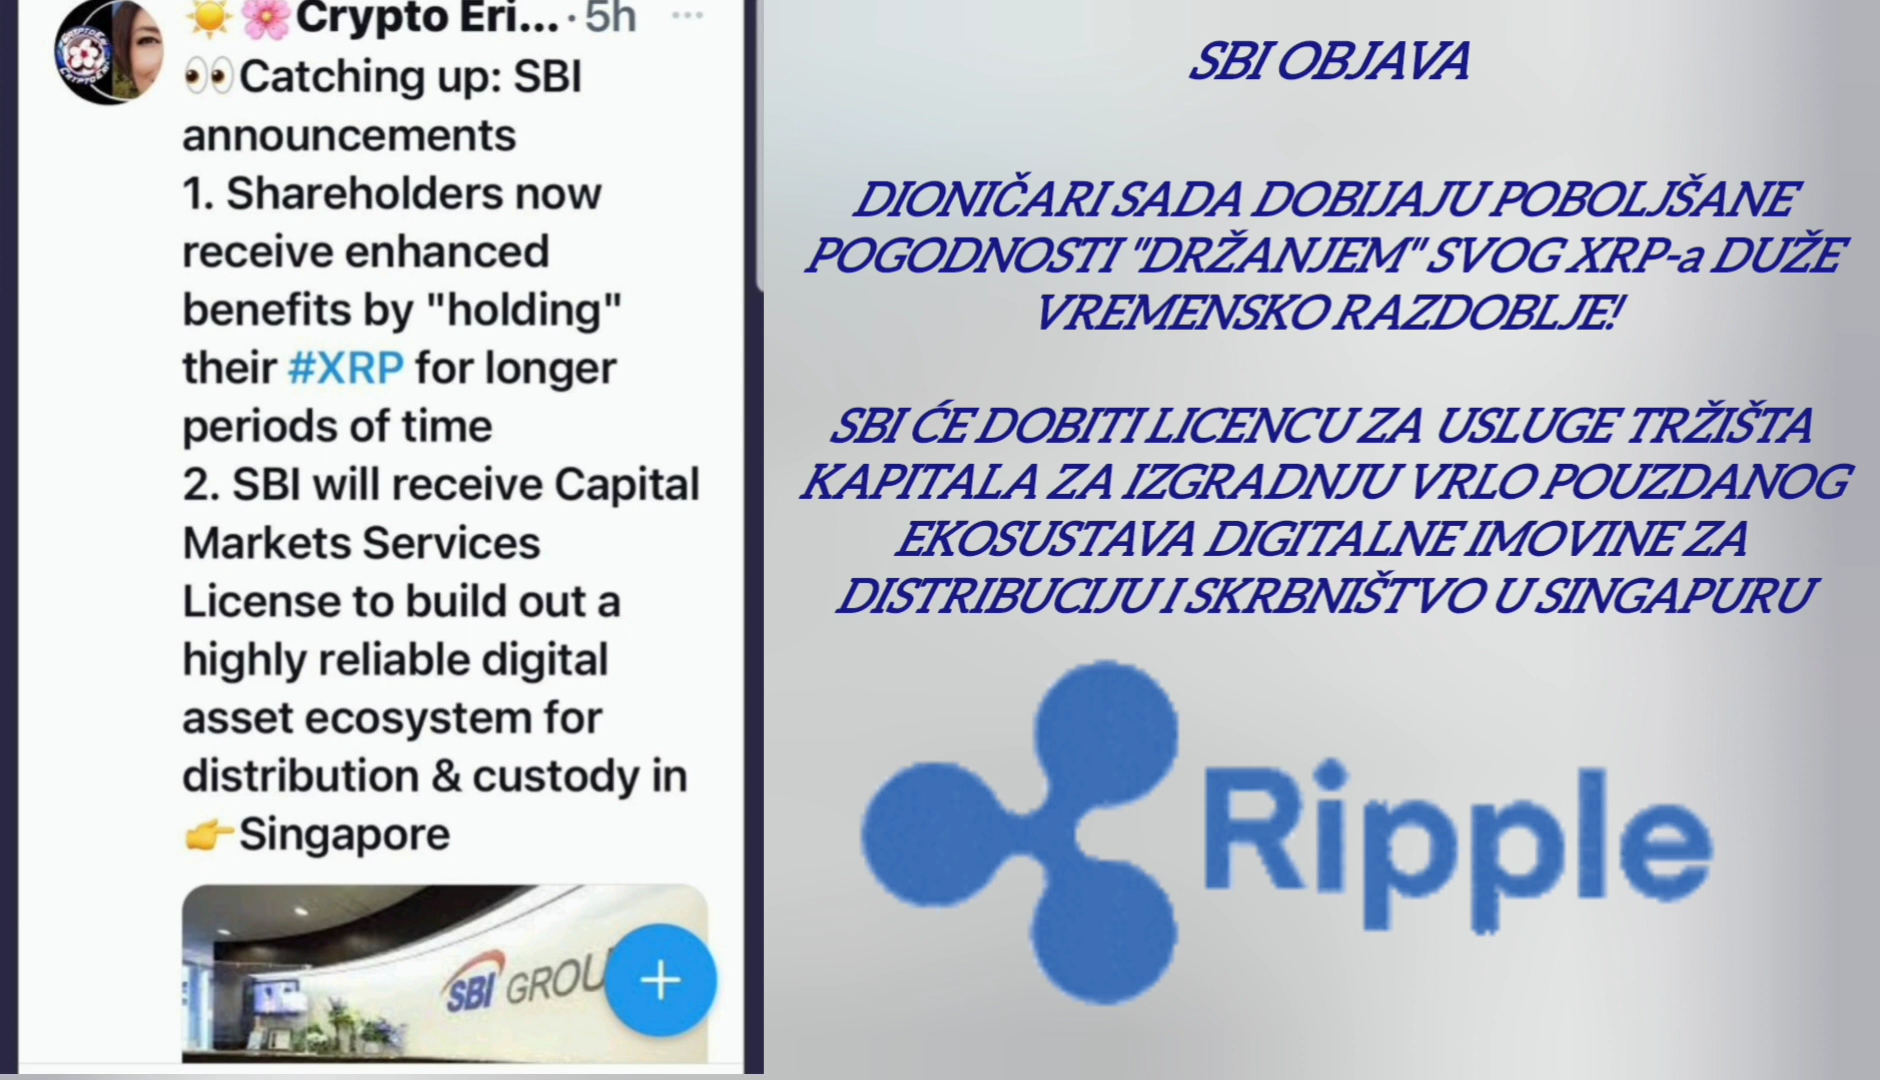 Crypto Eri... · 5h
Catching up: SBI
announcements
1. Shareholders now
receive enhanced
benefits by "holding"
their #XRP for longer
periods of time
2. SBI will receive Capital
Markets Services
License to build out a
highly reliable digital
asset ecosystem for
distribution & custody in
Singapore
SBI GROU
SBI OBJAVA
DIONIČARI SADA DOBIJAJU POBOLJŠANE
POGODNOSTI "DRŽANJEM" SVOG XRP-a DUŽE
VREMENSKO RAZDOBLJE!
SBI ĆE DOBITI LICENCU ZA USLUGE TRŽIŠTA
KAPITALA ZA IZGRADNJU VRLO POUZDANOG
EKOSUSTAVA DIGITALNE IMOVINE ZA
DISTRIBUCIJU I SKRBNIŠTVO U SINGAPURU
Ripple